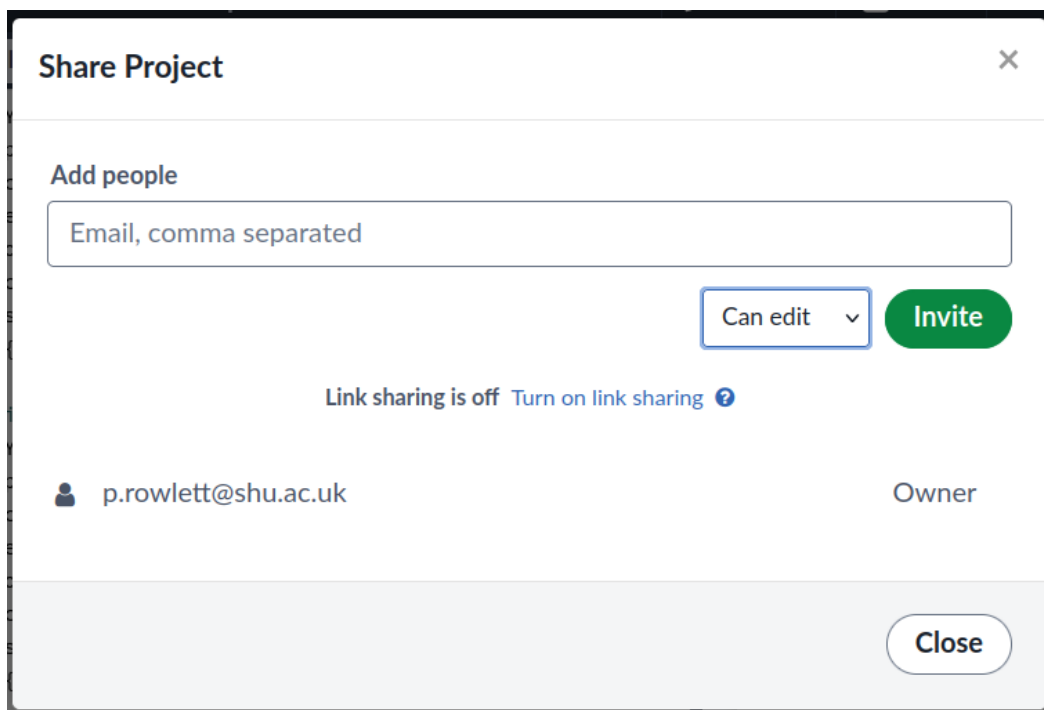 Share Project
×
Add people
Email, comma separated
Can edit
Invite
Link sharing is off Turn on link sharing ?
p.rowlett@shu.ac.uk Owner
Close